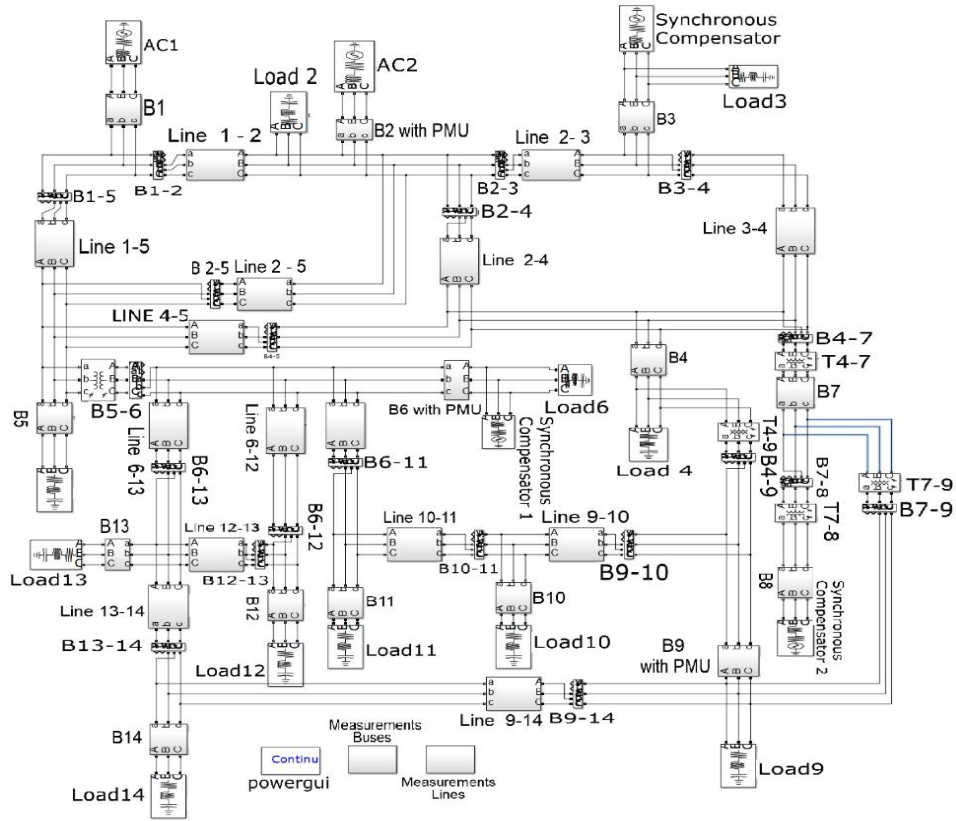 AC1
Synchronous
Compensator
AC2
Load 2
Load3
B1
B2 with PMU
B3
Line 1 - 2
Line 2- 3
B1-2
B2-3
B3-4
B1-5
B2-4
Line 1-5
Line 3-4
Line 2-4
B 2-5
Line 2 - 5
LINE 4-5
B4-5
B4-7
T4-7
B4
B7
B5-6
B6 with PMU
Load6
B5
Line 6-13
B6-13
Line 6-12
B6-12
B6-11
Synchronous
Compensator 1
Load 4
T4-9
B4-9
B7-8
T7-8
T7-9
B7-9
B13
Line 12-13
Line 10-11
Line 9-10
Load13
B12-13
B10-11
B9-10
Line 13-14
B12
B11
B10
B8
Synchronous
Compensator 2
B13-14
Load12
Load11
Load10
B9
with PMU
Line 9-14
B9-14
B14
Measurements
Buses
Continu
powergui
Measurements
Lines
Load14
Load9